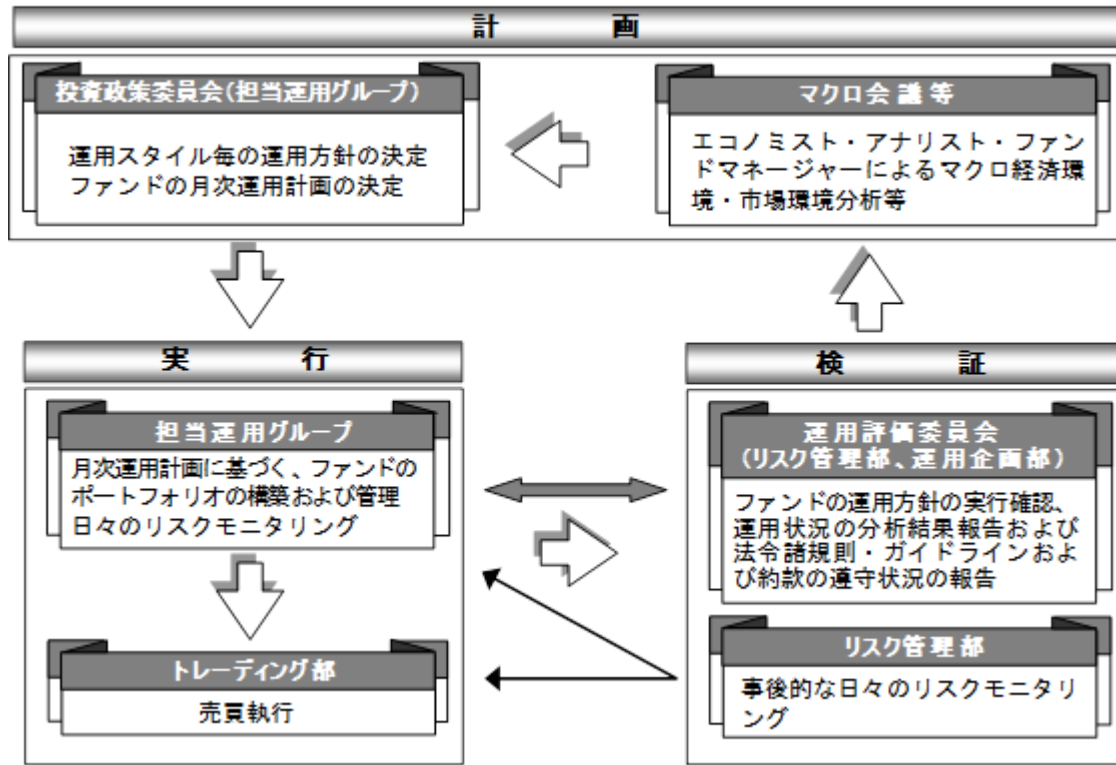 計画
投資政策委員会(担当運用グループ)
運用スタイル毎の運用方針の決定
ファンドの月次運用計画の決定
マクロ会議等
エコノミスト・アナリスト・ファン
ドマネージャーによるマクロ経済環
境・市場環境分析等
実行
担当運用グループ
月次運用計画に基づく、ファンドの
ポートフォリオの構築および管理
日々のリスクモニタリング
トレーディング部
売買執行
検証
運用評価委員会
(リスク管理部、運用企画部)
ファンドの運用方針の実行確認、
運用状況の分析結果報告および
法令諸規則・ガイドラインおよ
び約款の遵守状況の報告
リスク管理部
事後的な日々のリスクモニタリ
ング